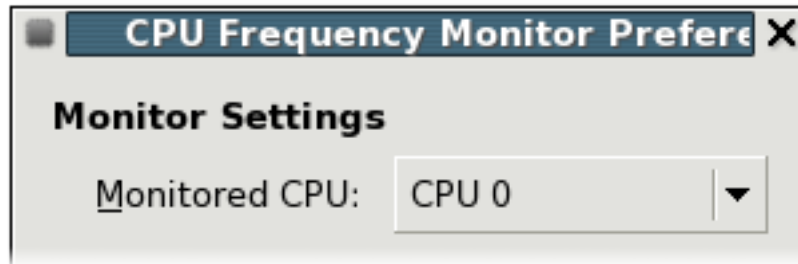 CPU Frequency Monitor Prefere
Monitor Settings
Monitored CPU: CPU 0